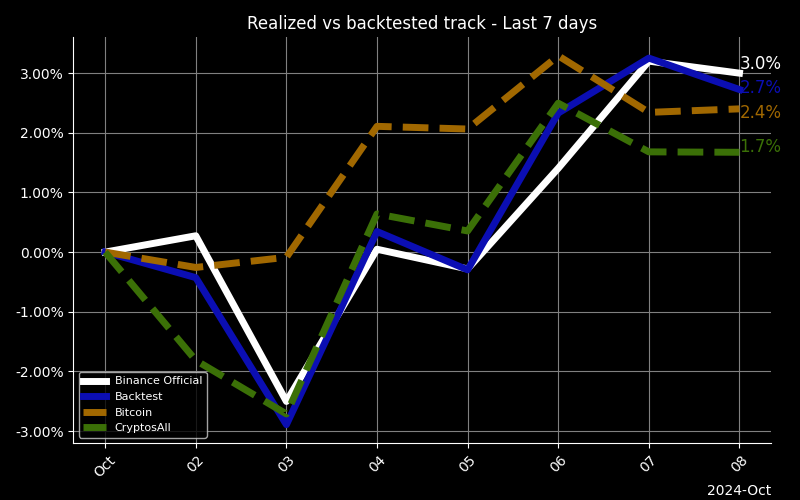 Realized vs backtested track - Last 7 days
3.00%
2.00%
1.00%
0.00%
-1.00%
-2.00%
-3.00%
3.0%
2.7%
2.4%
1.7%
Binance Official
Backtest
Bitcoin
CryptosAll
Oct
02
03
04
05
06
07
08
2024-Oct